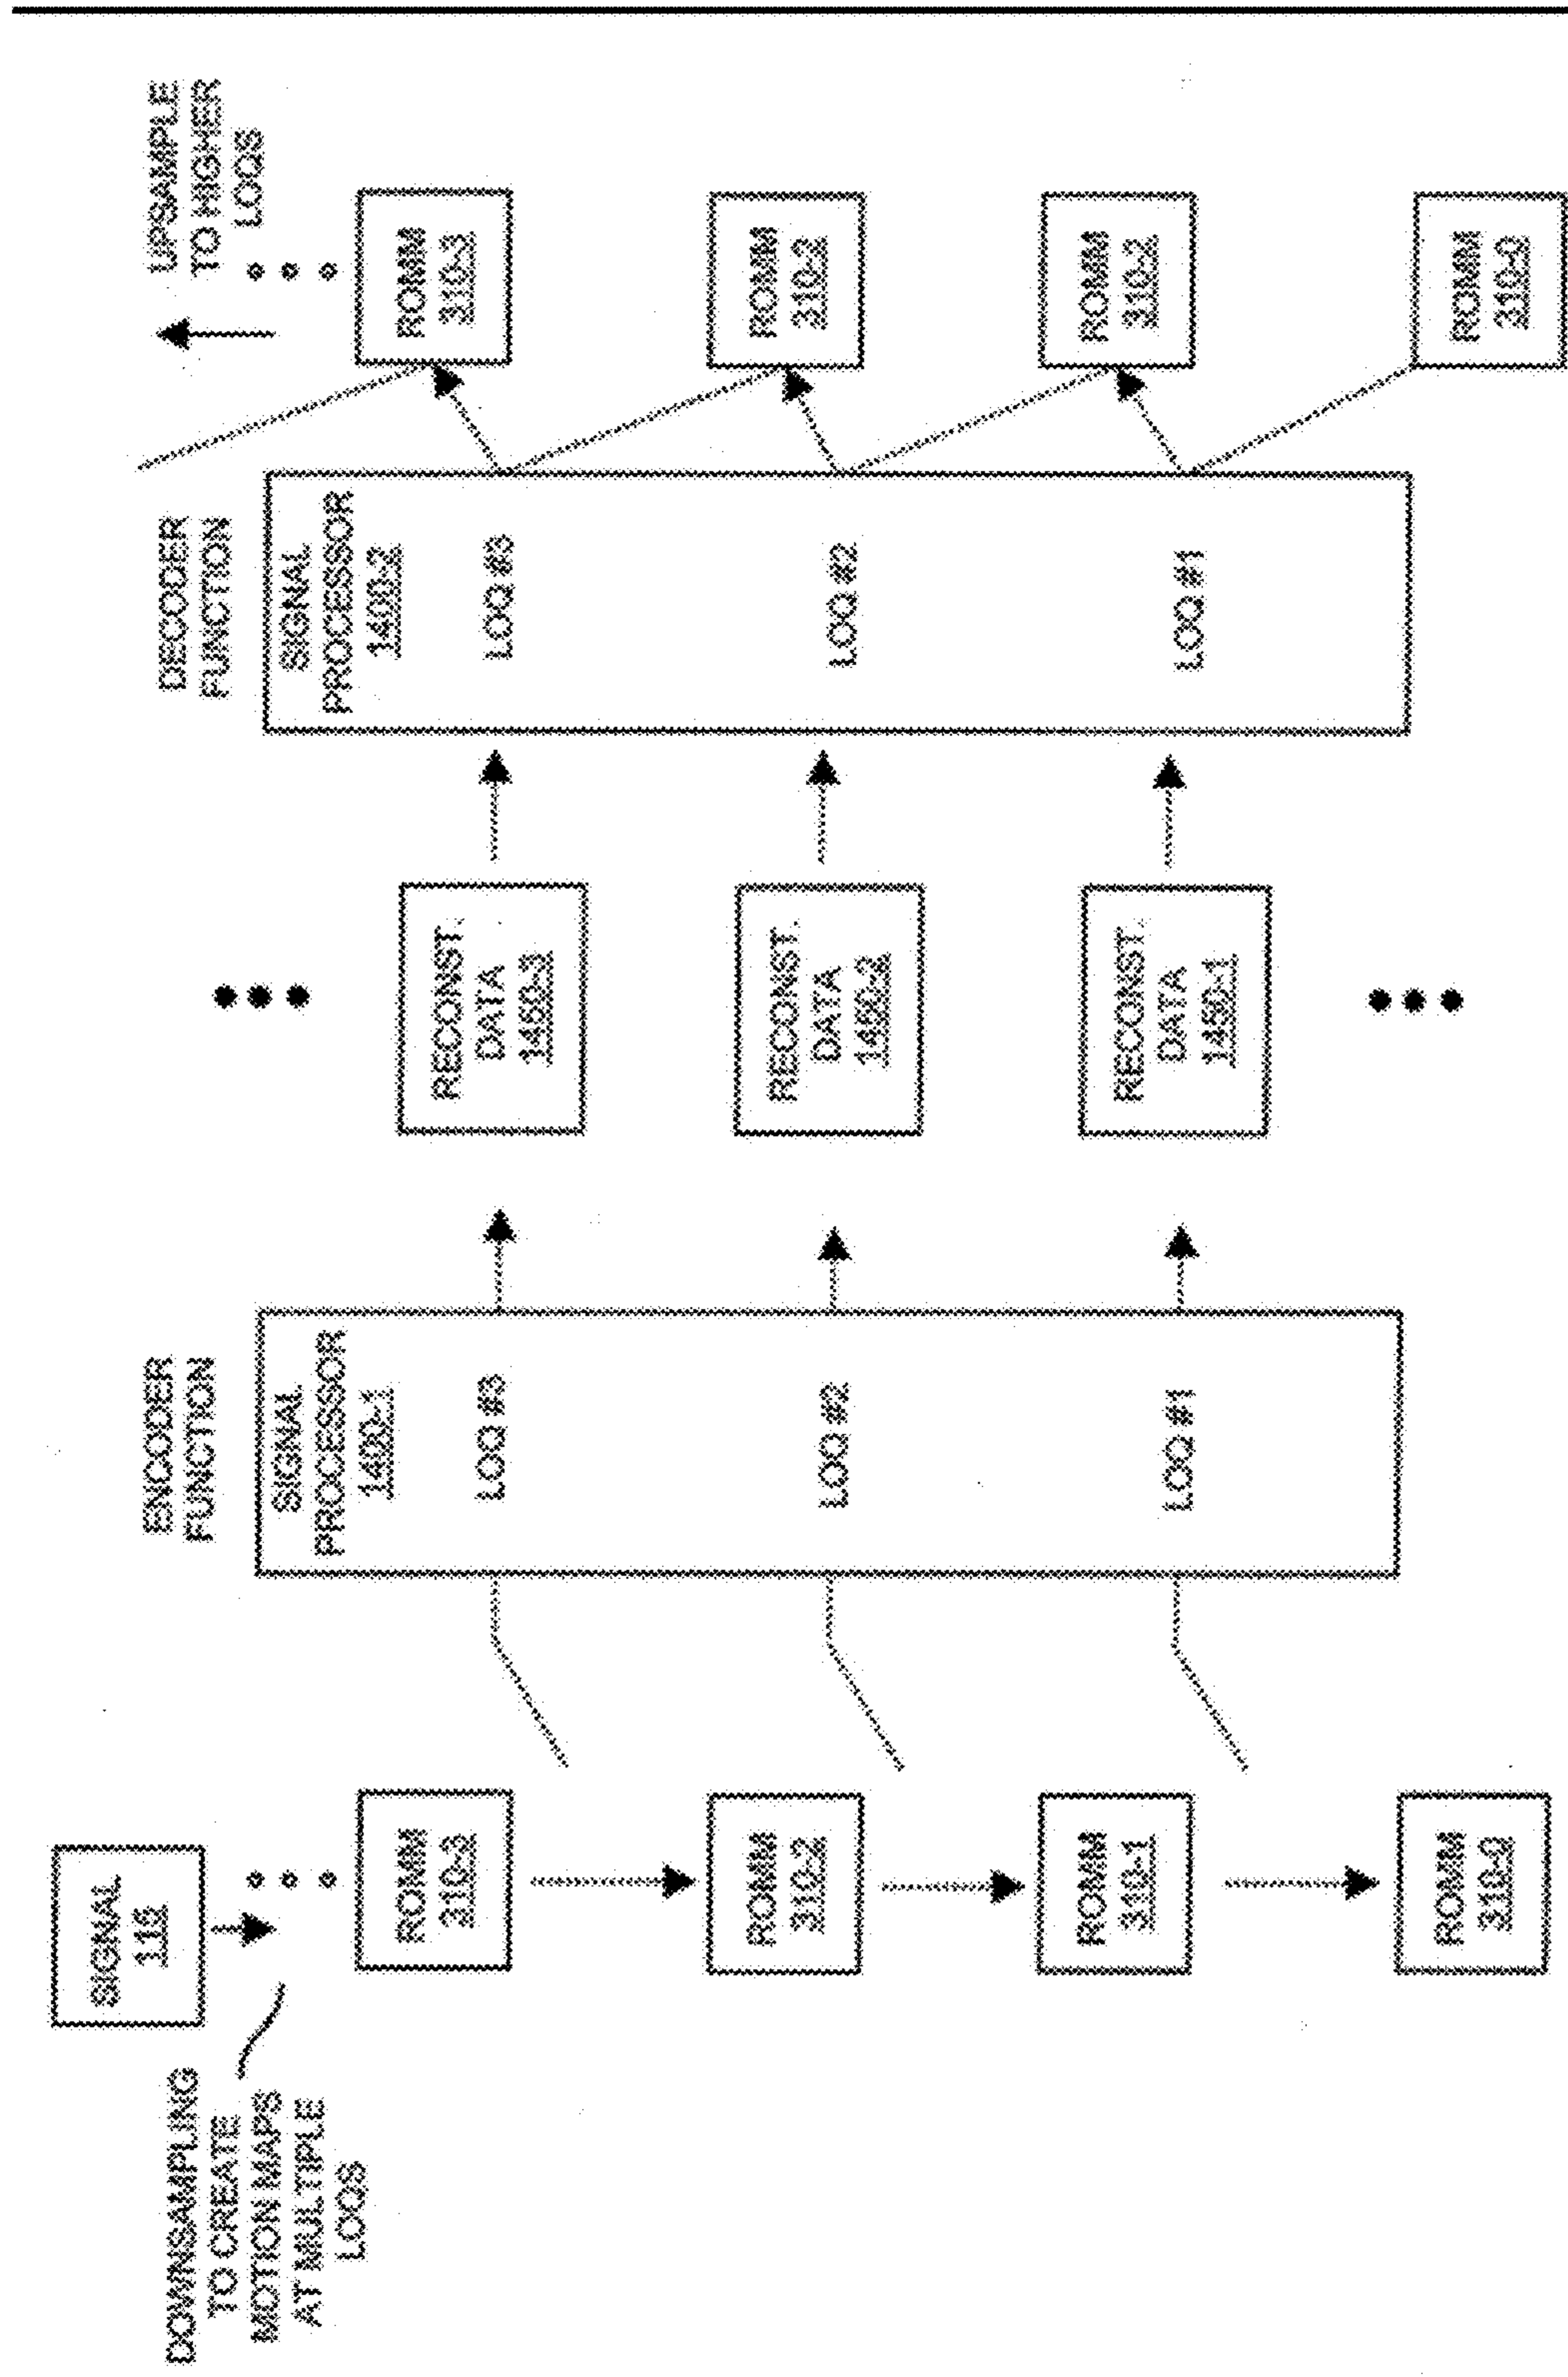 DOWNSAMPLING
TO CREATE
MOTION MAPS
AT MULTIPLE
LOQS
SIGNAL
115
ROMM
310-3
ROMM
310-2
ROMM
310-1
ROMM
310-0
ENCODER
FUNCTION
SIGNAL
PROCESSOR
1400-1
LOQ #3
LOQ #2
LOQ #1
RECONST.
DATA
1450-3
RECONST.
DATA
1450-2
RECONST.
DATA
1450-1
DECODER
FUNCTION
SIGNAL
PROCESSOR
1400-2
LOQ #3
LOQ #2
LOQ #1
UPSAMPLE
TO HIGHER
LOQS
ROMM
310-3
ROMM
310-2
ROMM
310-2
ROMM
310-0